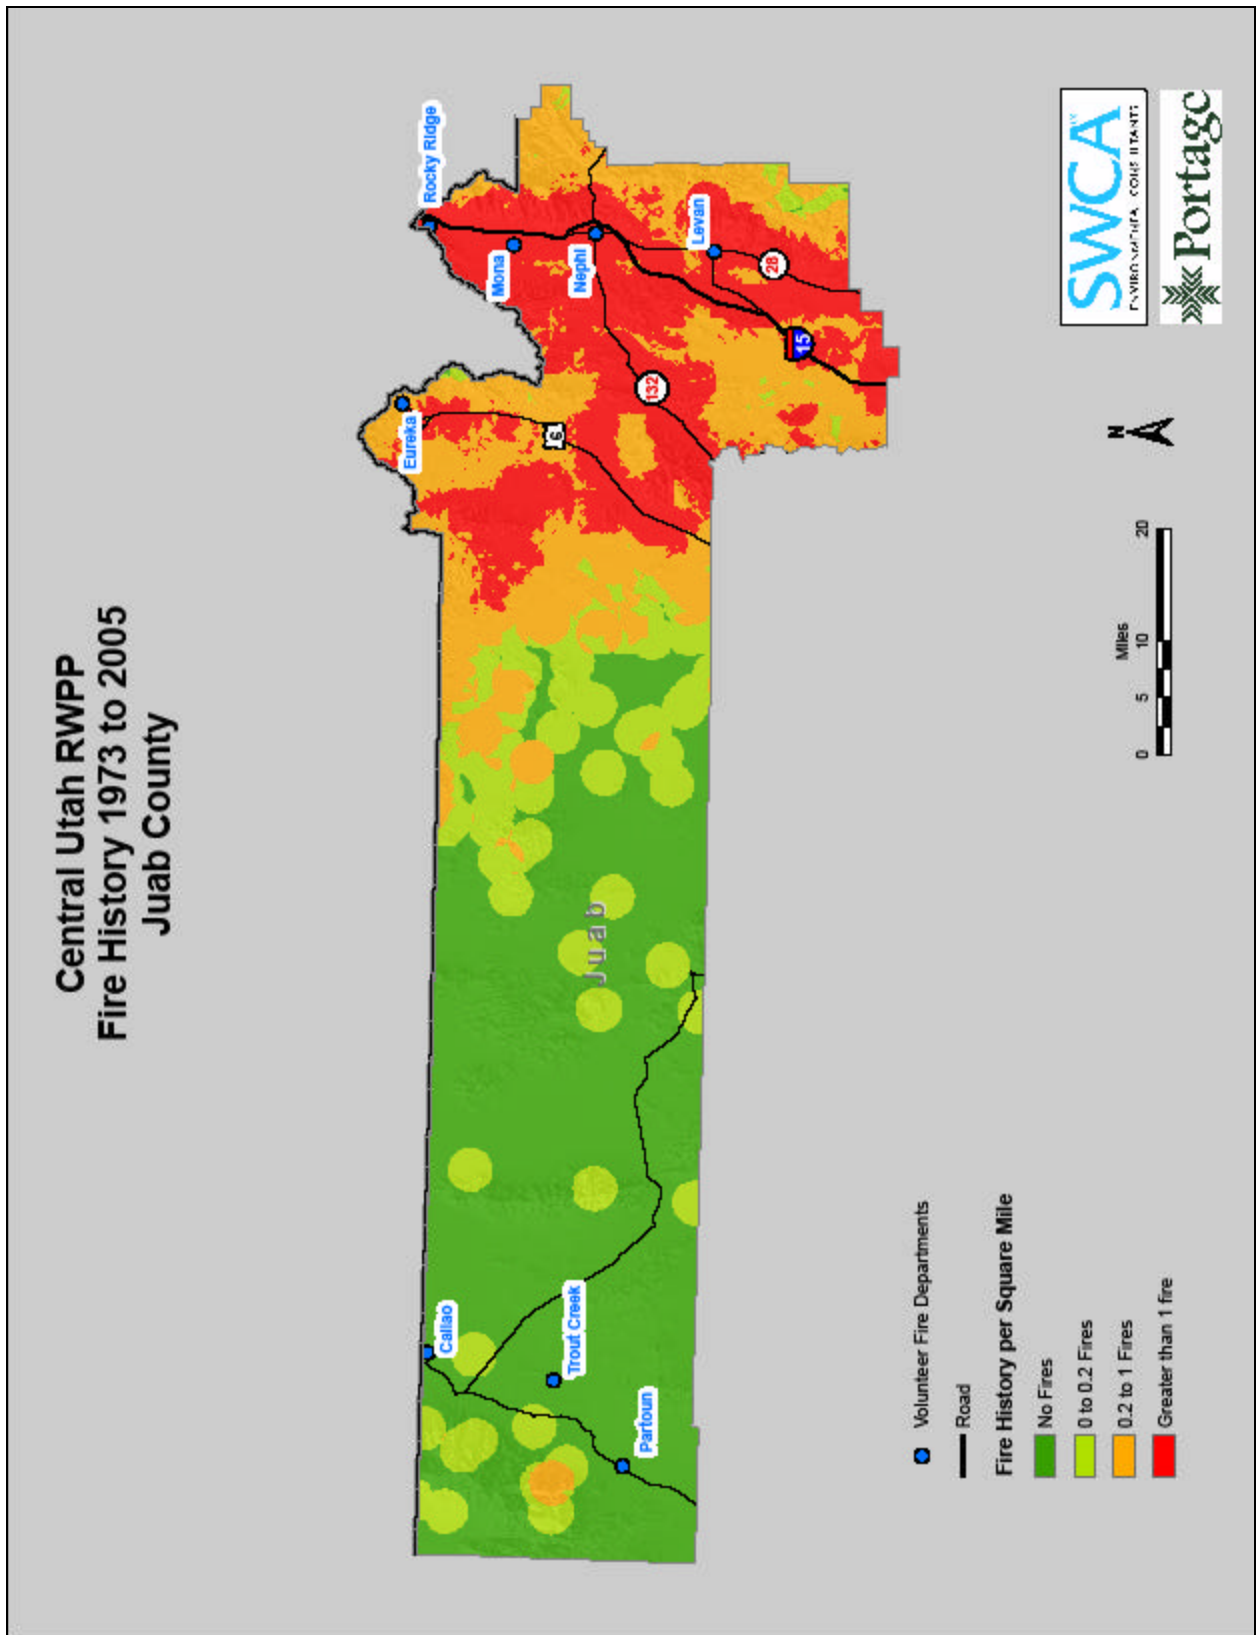 Central Utah RWPP
Fire History 1973 to 2005
Juab County
Callao
Trout Creek
Partoun
Juab
Eureka
6
132
Rocky Ridge
Mona
Nephi
Levan
28
15
Volunteer Fire Departments
Road
Fire History per Square Mile
No Fires
0 to 0.2 Fires
0.2 to 1 Fires
Greater than 1 fire
Miles
0 5 10 20
N
SWCA
ENVIRONMENTAL CONSULTANTS
Portage